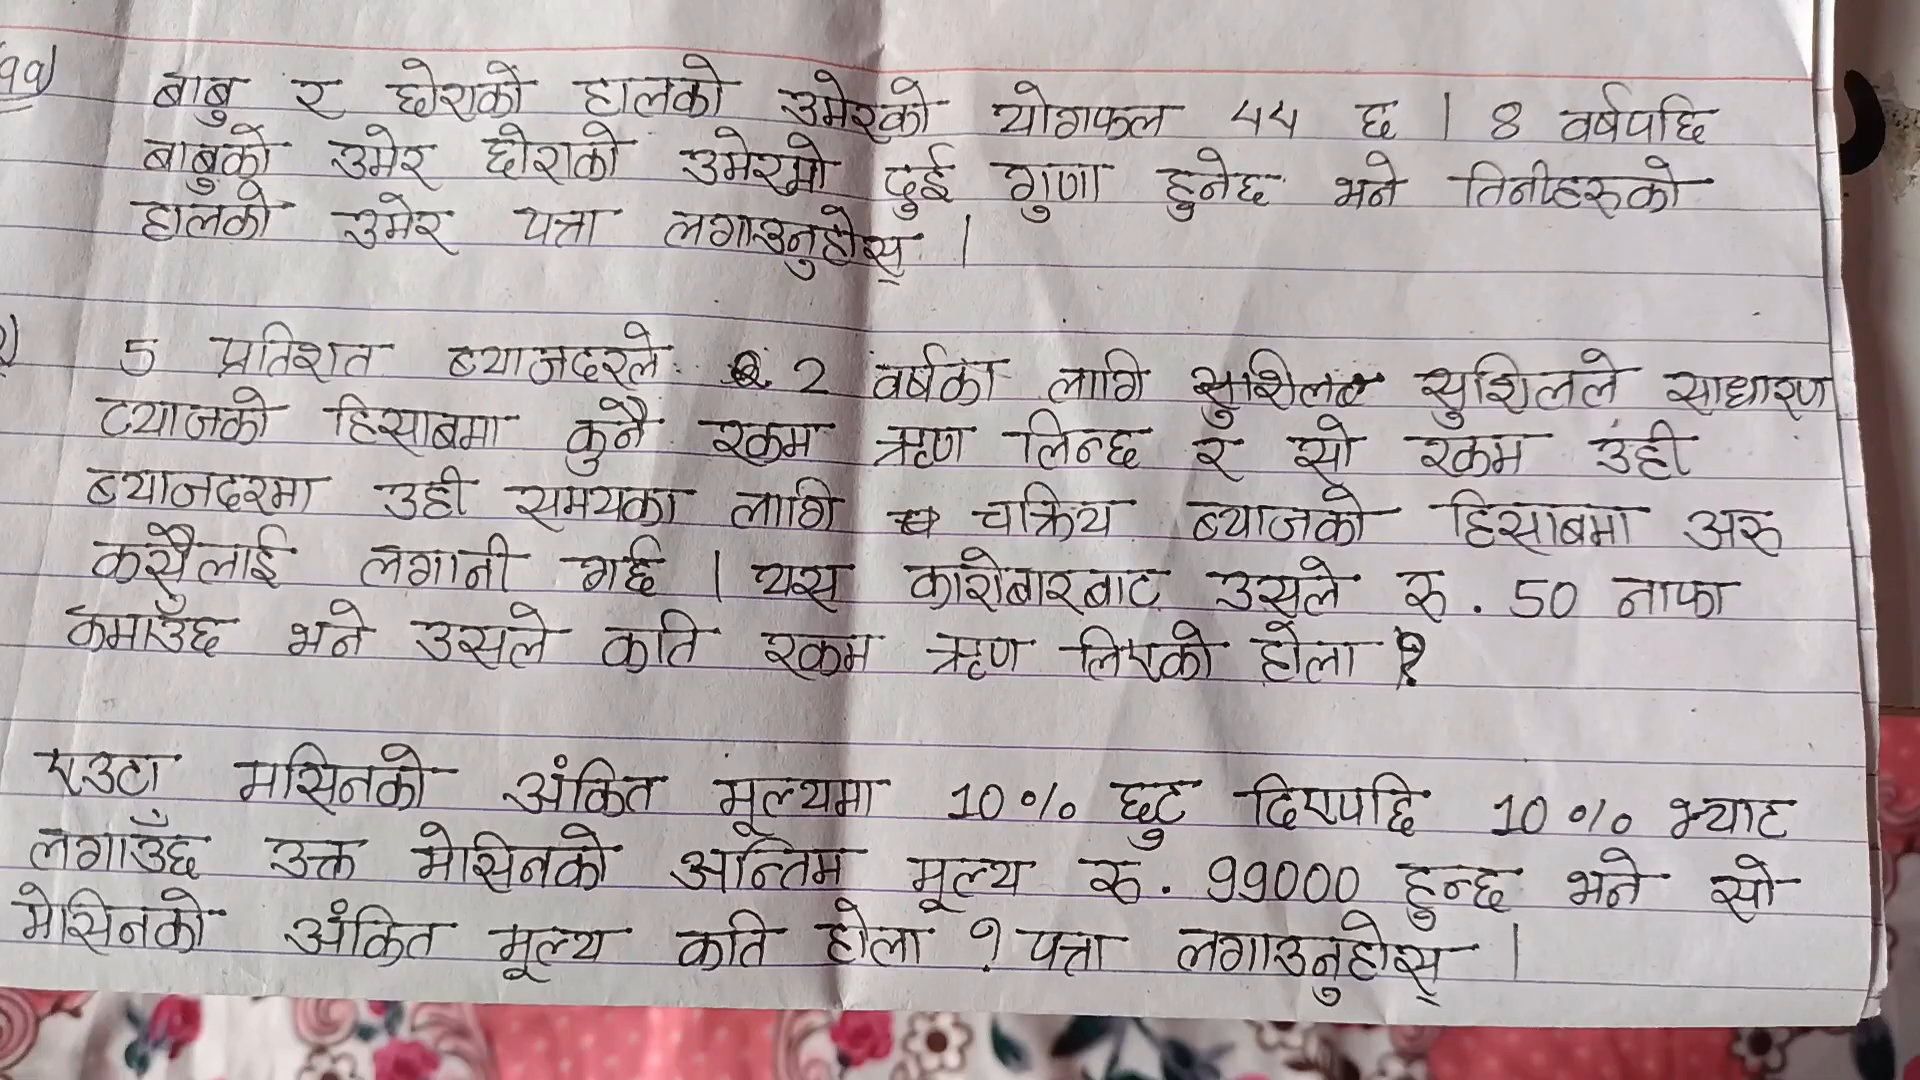 ११)
बाबु र छोराको हालको उमेरको योगफल ५५ छ । 8 वर्षपछि
बाबुको उमेर छोराको उमेरमो दुई गुणा हुनेछ भने तिनीहरुको
हालको उमेर पत्ता लगाउनुहोस् ।
5 प्रतिशत ब्याजदरले 2 वर्षका लागि सुशिलले साधारण
ब्याजको हिसाबमा कुनै रकम ऋण लिन्छ र सो रकम उही
ब्याजदरमा उही समयका लागि चक्रिय ब्याजको हिसाबमा अरु
कसैलाई लगानी गर्छ । यस कारोबारबाट उसले रु. 50 नाफा
कमाउँछ भने उसले कति रकम ऋण लिएको होला ?
एउटा मसिनको अंकित मूल्यमा 10% छुट दिएपछि 10% भ्याट
लगाउँछ उक्त मेसिनको अन्तिम मूल्य रु. 99000 हुन्छ भने सो
मेसिनको अंकित मूल्य कति होला ? पत्ता लगाउनुहोस् ।